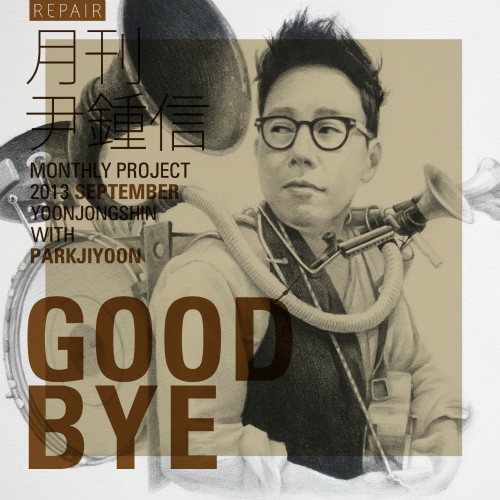 REPAIR
月刊
尹鍾信
MONTHLY PROJECT
2013 SEPTEMBER
YOONJONGSHIN
WITH
PARKJIYOON
GOOD
BYE